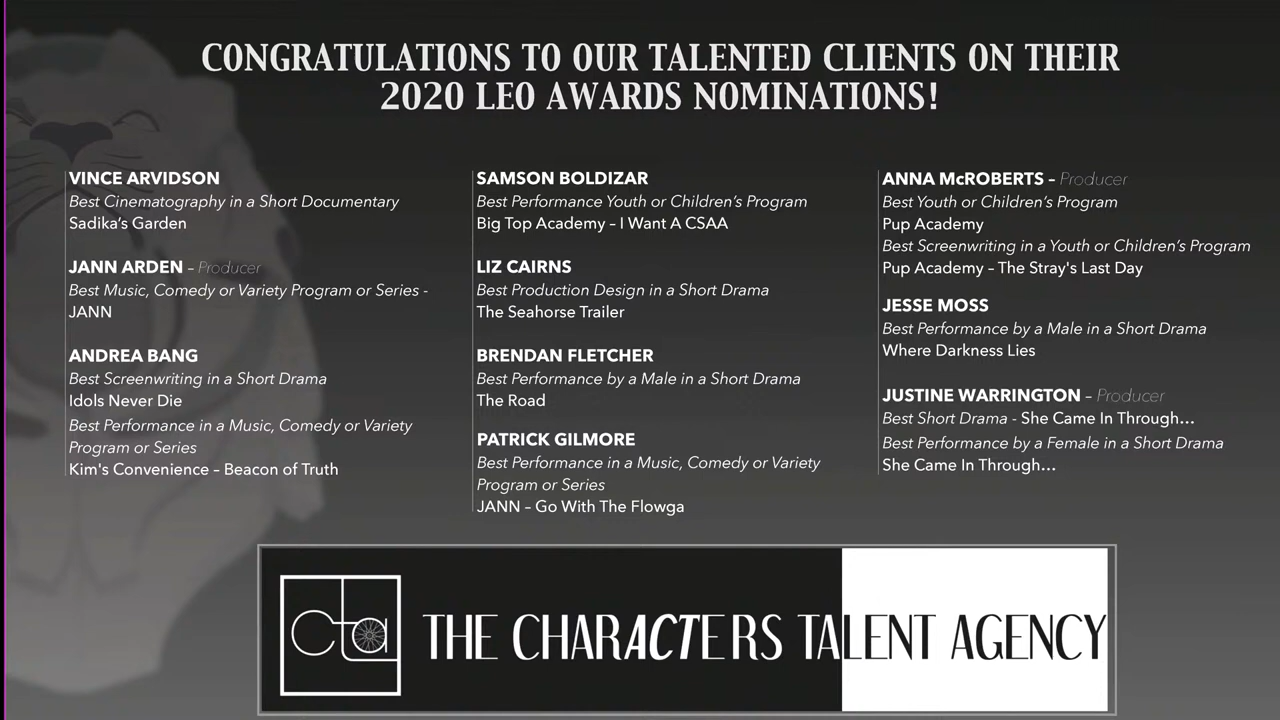 CONGRATULATIONS TO OUR TALENTED CLIENTS ON THEIR
2020 LEO AWARDS NOMINATIONS!
VINCE ARVIDSON
Best Cinematography in a Short Documentary
Sadika's Garden
JANN ARDEN – Producer
Best Music, Comedy or Variety Program or Series -
JANN
ANDREA BANG
Best Screenwriting in a Short Drama
Idols Never Die
Best Performance in a Music, Comedy or Variety
Program or Series
Kim's Convenience – Beacon of Truth
SAMSON BOLDIZAR
Best Performance Youth or Children's Program
Big Top Academy – I Want A CSAA
LIZ CAIRNS
Best Production Design in a Short Drama
The Seahorse Trailer
BRENDAN FLETCHER
Best Performance by a Male in a Short Drama
The Road
PATRICK GILMORE
Best Performance in a Music, Comedy or Variety
Program or Series
JANN – Go With The Flowga
ANNA McROBERTS – Producer
Best Youth or Children's Program
Pup Academy
Best Screenwriting in a Youth or Children's Program
Pup Academy – The Stray's Last Day
JESSE MOSS
Best Performance by a Male in a Short Drama
Where Darkness Lies
JUSTINE WARRINGTON – Producer
Best Short Drama - She Came In Through...
Best Performance by a Female in a Short Drama
She Came In Through...
cta
THE CHARACTERS TALENT AGENCY